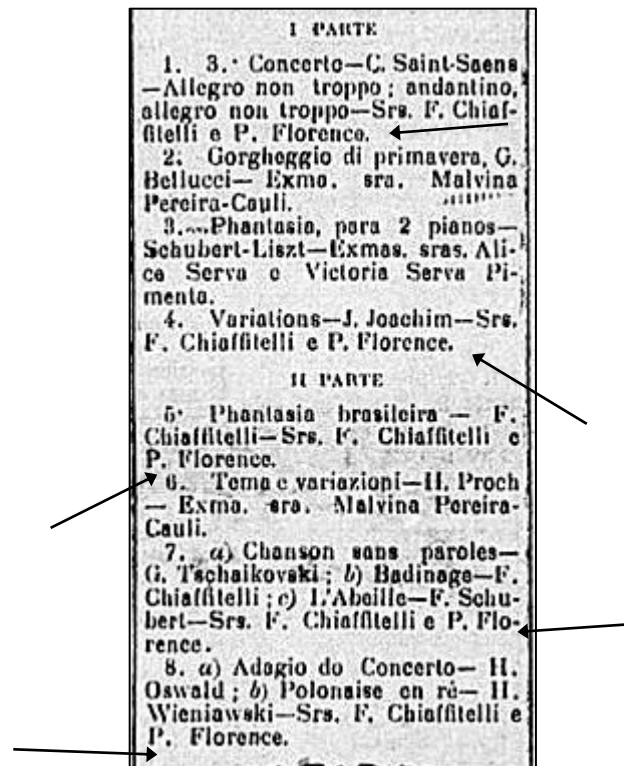 I PARTE
1. 3.· Concerto—C. Saint-Saens
—Allegro non troppo; andantino,
allegro non troppo—Srs. F. Chiaf-
fitelli e P. Florence.
2. Gorgheggio di primavera, G.
Bellucci— Exma. sra. Malvina
Pereira-Cauli.
3. Phantasia, para 2 pianos—
Schubert-Liszt—Exmas. sras. Ali-
ce Serva e Victoria Serva Pi-
menta.
4. Variations—J. Joachim—Srs.
F. Chiaffitelli e P. Florence.
II PARTE
5· Phantasia brasileira — F.
Chiaffitelli—Srs. F. Chiaffitelli e
P. Florence.
6. Tema e variazioni—H. Proch
— Exma. sra. Malvina Pereira-
Cauli.
7. a) Chanson sans paroles—
G. Tschaikovski; b) Badinage—F.
Chiaffitelli; c) L'Abeille—F. Schu-
bert—Srs. F. Chiaffitelli e P. Flo-
rence.
8. a) Adagio do Concerto— H.
Oswald; b) Polonaise en ré— H.
Wieniawski—Srs. F. Chiaffitelli e
P. Florence.